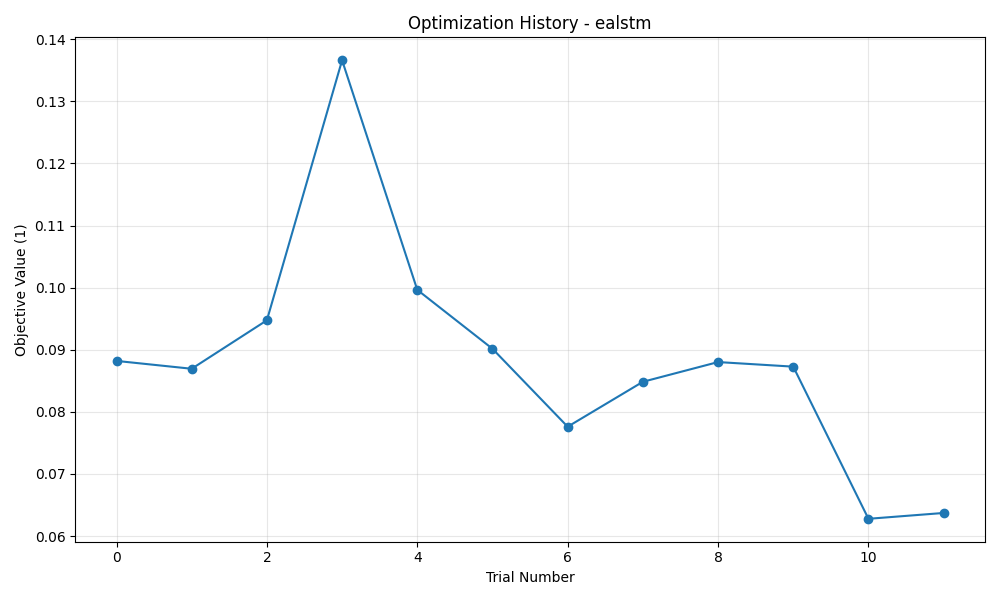 Optimization History - ealstm
0.14
0.13
0.12
0.11
0.10
0.09
0.08
0.07
0.06
Objective Value (1)
0 2 4 6 8 10
Trial Number